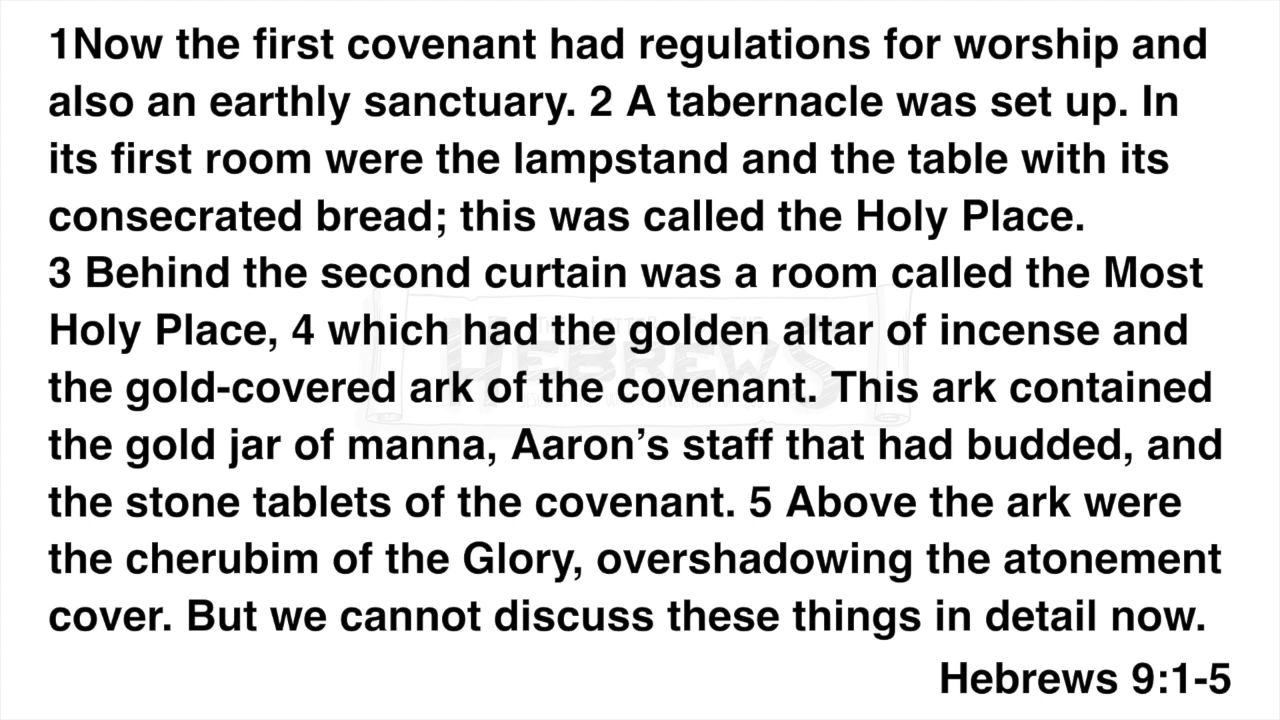 1Now the first covenant had regulations for worship and
also an earthly sanctuary. 2 A tabernacle was set up. In
its first room were the lampstand and the table with its
consecrated bread; this was called the Holy Place.
3 Behind the second curtain was a room called the Most
Holy Place, 4 which had the golden altar of incense and
the gold-covered ark of the covenant. This ark contained
the gold jar of manna, Aaron’s staff that had budded, and
the stone tablets of the covenant. 5 Above the ark were
the cherubim of the Glory, overshadowing the atonement
cover. But we cannot discuss these things in detail now.
Hebrews 9:1-5
HEBREWS